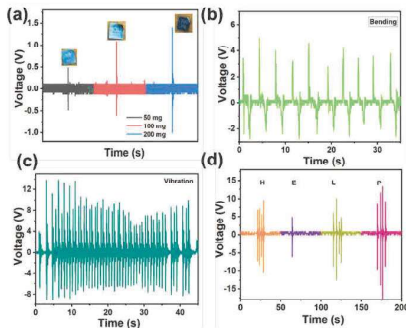 (a)
Voltage (V)
1.5
1.0
0.5
0.0
-0.5
-1.0
50 mg
100 mg
200 mg
Time (s)
(b)
Bending
Voltage (V)
6
4
2
0
-2
0 10 20 30
Time (s)
(c)
Vibration
Voltage (V)
12
8
4
0
-4
-8
0 10 20 30 40
Time (s)
(d)
H E L P
Voltage (V)
15
10
5
0
-5
-10
-15
0 50 100 150 200
Time (s)